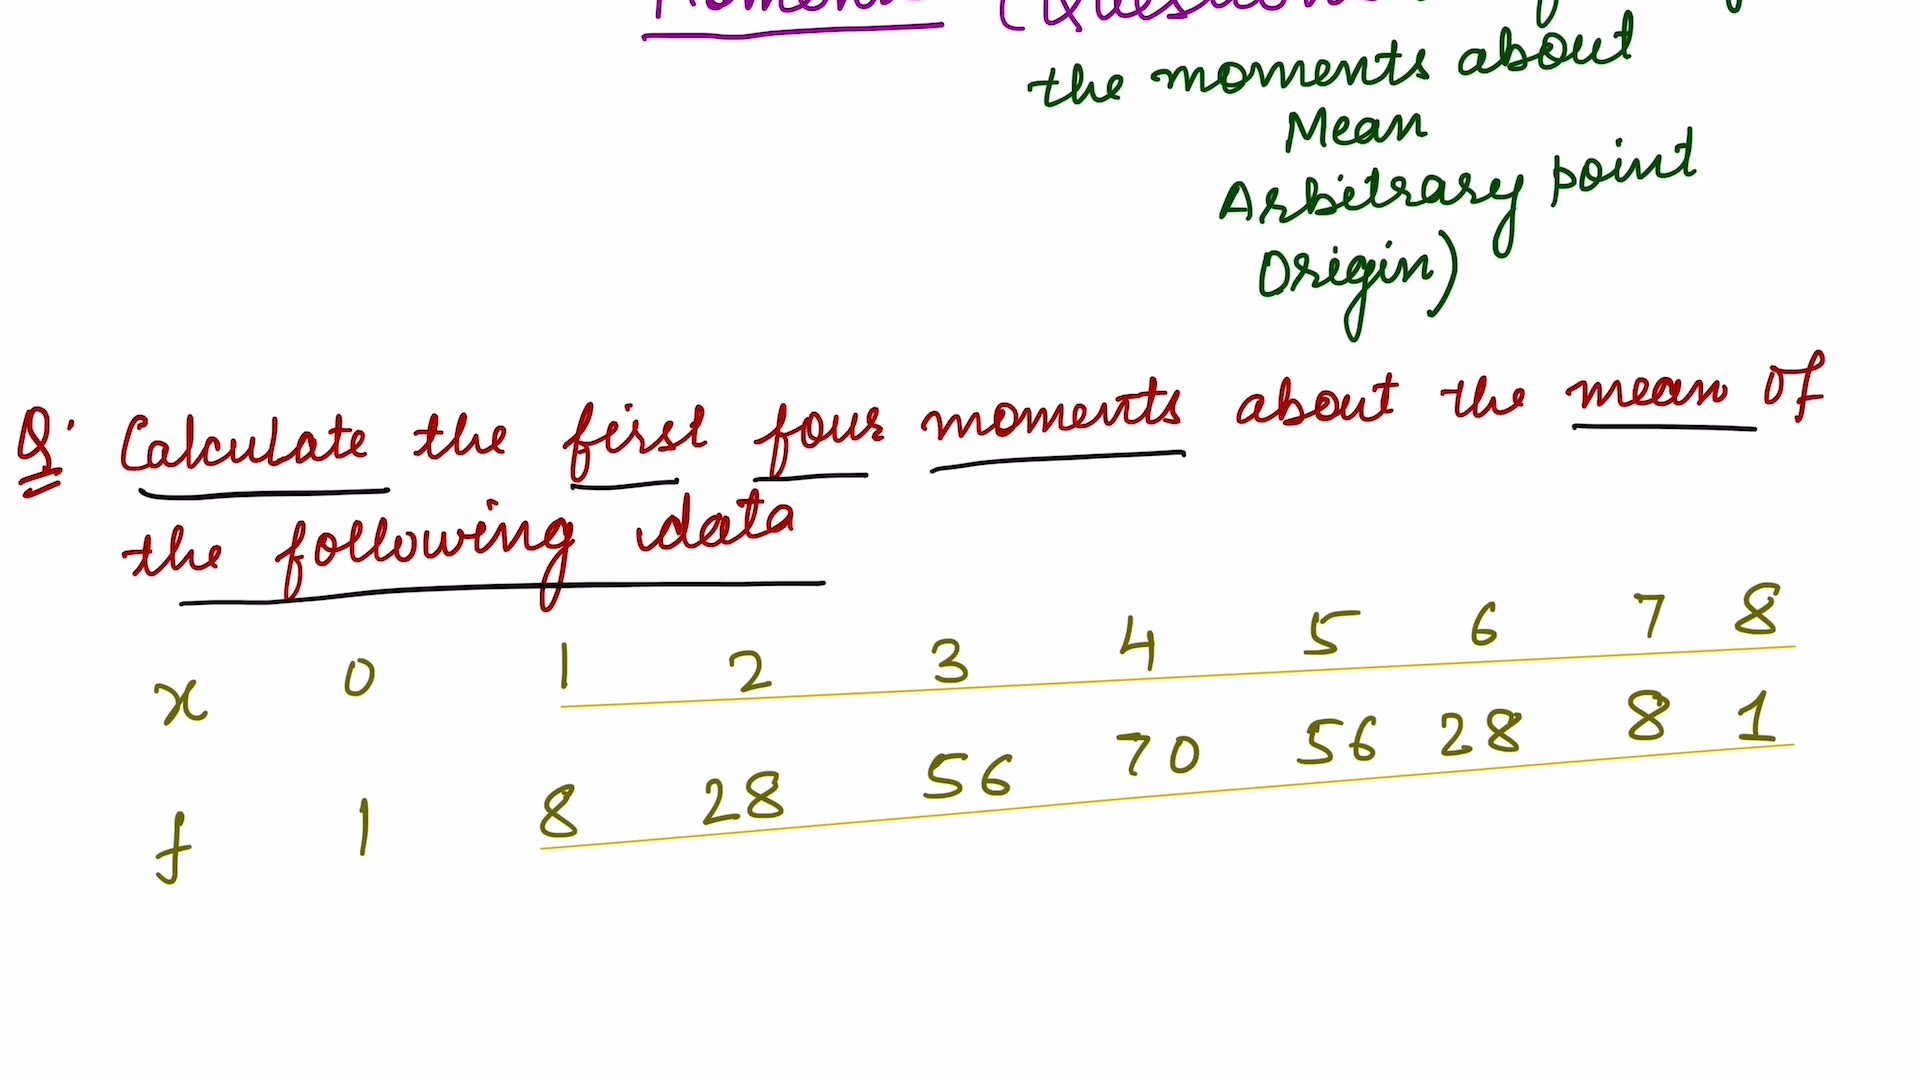 (Question
the moments about
Mean
Arbitrary point
Origin)
Q. Calculate the first four moments about the mean of
the following data
x 0 1 2 3 4 5 6 7 8
f 1 8 28 56 70 56 28 8 1